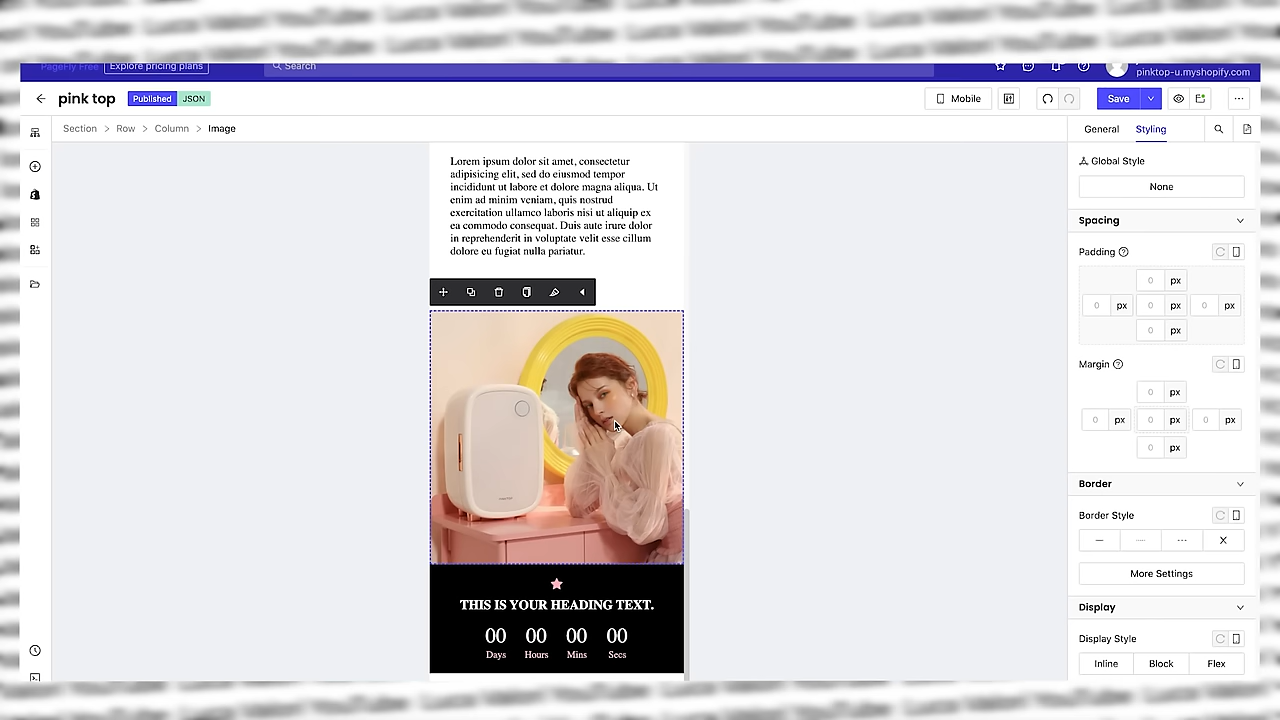 PageFly Free
Explore pricing plans
Search
pinktop-u.myshopify.com
pink top
Published
JSON
Mobile
Save
Section > Row > Column > Image
General
Styling
Global Style
None
Spacing
Padding
0 px
0 px
0 px
0 px
0 px
Margin
0 px
0 px
0 px
0 px
0 px
Border
Border Style
More Settings
Display
Display Style
Inline
Block
Flex
Lorem ipsum dolor sit amet, consectetur
adipisicing elit, sed do eiusmod tempor
incididunt ut labore et dolore magna aliqua. Ut
enim ad minim veniam, quis nostrud
exercitation ullamco laboris nisi ut aliquip ex
ea commodo consequat. Duis aute irure dolor
in reprehenderit in voluptate velit esse cillum
dolore eu fugiat nulla pariatur.
THIS IS YOUR HEADING TEXT.
00 00 00 00
Days Hours Mins Secs